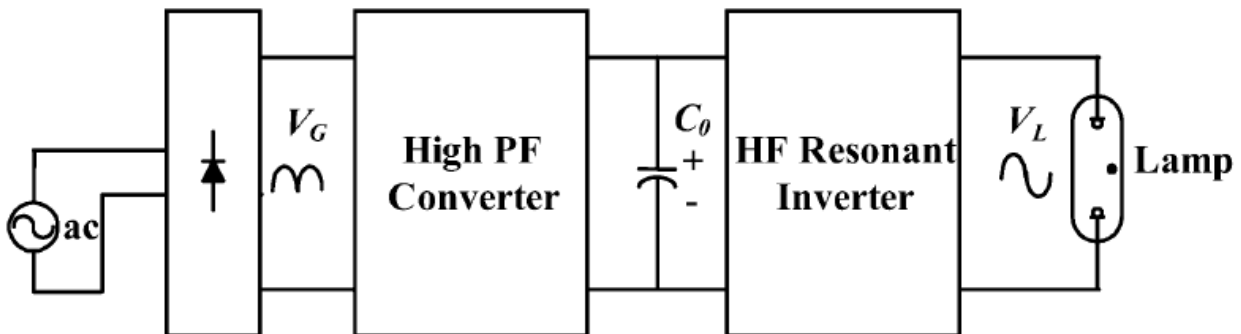 ac
V_G
High PF
Converter
C_0
+
-
HF Resonant
Inverter
V_L
Lamp